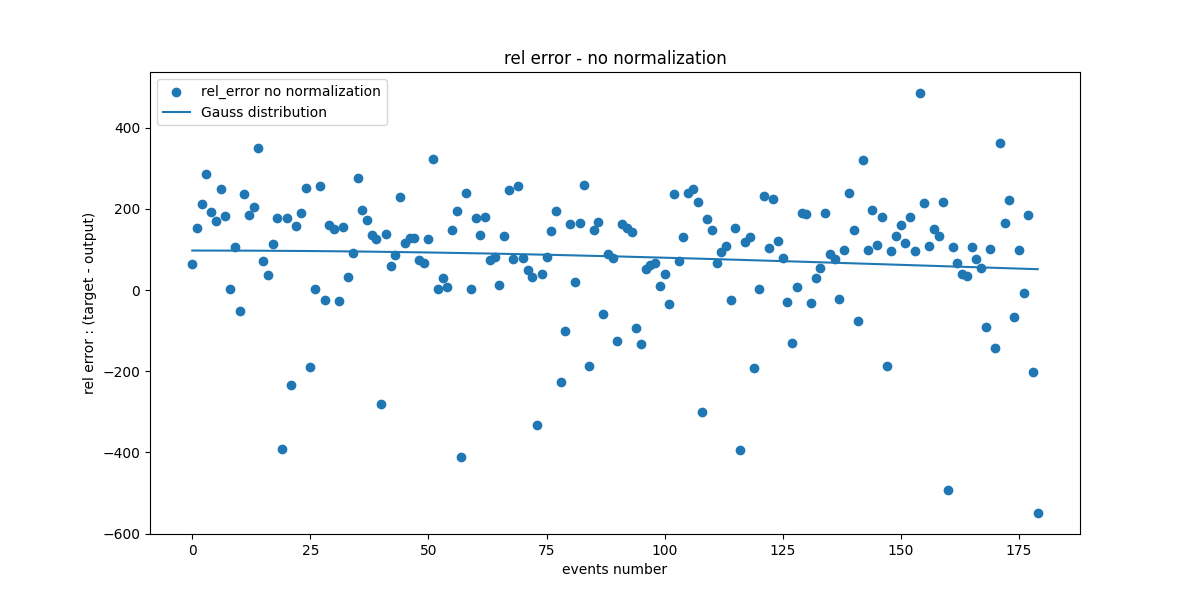 rel error - no normalization
rel_error no normalization
Gauss distribution
rel error : (target - output)
400
200
0
−200
−400
−600
0 25 50 75 100 125 150 175
events number